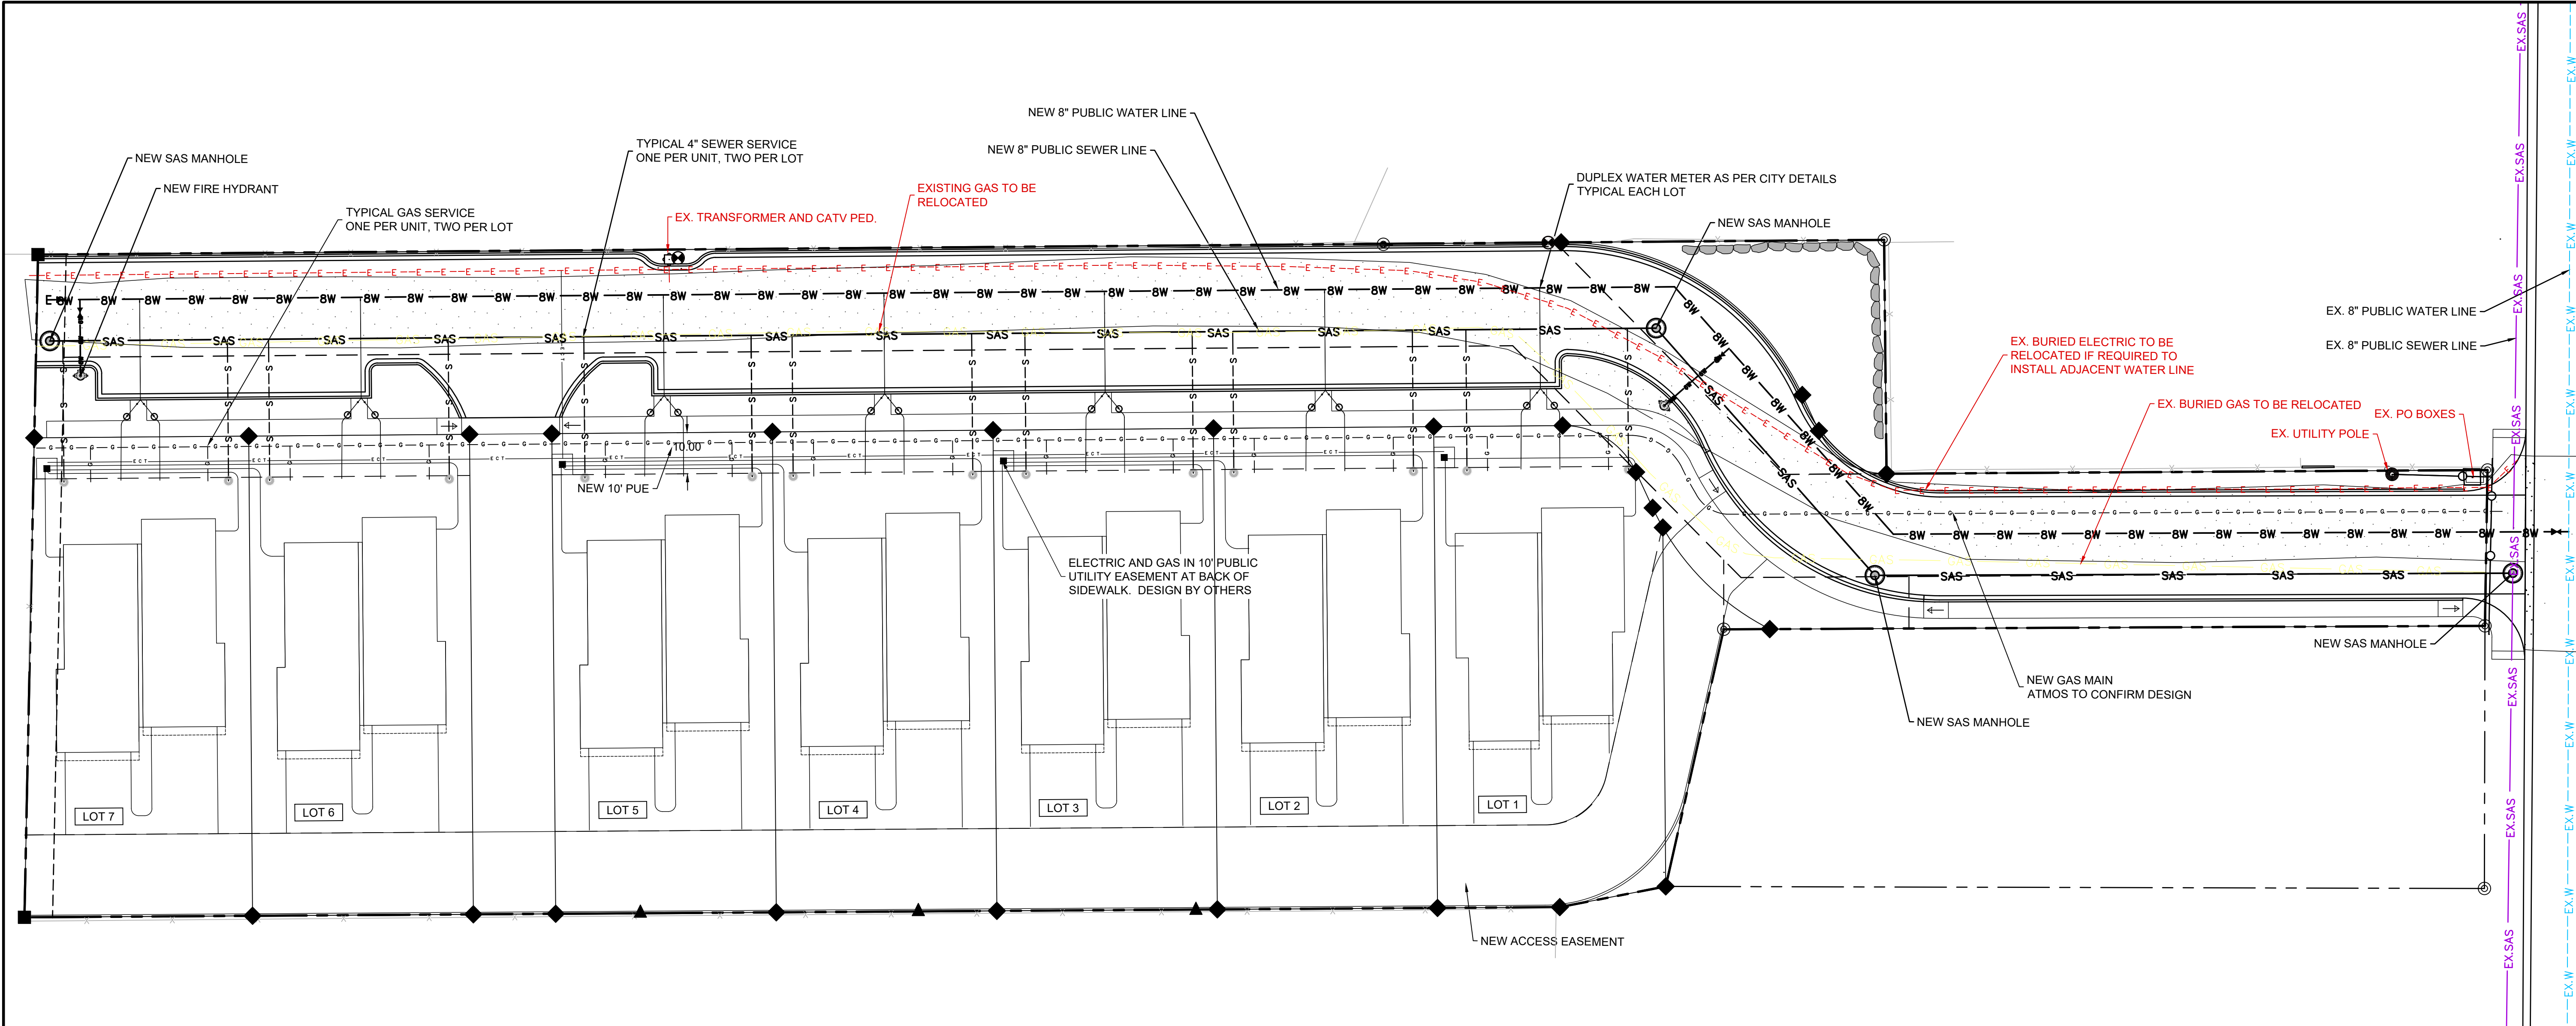 NEW 8" PUBLIC WATER LINE
NEW 8" PUBLIC SEWER LINE
TYPICAL 4" SEWER SERVICE
ONE PER UNIT, TWO PER LOT
NEW SAS MANHOLE
NEW FIRE HYDRANT
TYPICAL GAS SERVICE
ONE PER UNIT, TWO PER LOT
EX. TRANSFORMER AND CATV PED.
EXISTING GAS TO BE
RELOCATED
DUPLEX WATER METER AS PER CITY DETAILS
TYPICAL EACH LOT
NEW SAS MANHOLE
EX. 8" PUBLIC WATER LINE
EX. 8" PUBLIC SEWER LINE
EX. BURIED ELECTRIC TO BE
RELOCATED IF REQUIRED TO
INSTALL ADJACENT WATER LINE
EX. BURIED GAS TO BE RELOCATED
EX. PO BOXES
EX. UTILITY POLE
10.00
NEW 10' PUE
ELECTRIC AND GAS IN 10' PUBLIC
UTILITY EASEMENT AT BACK OF
SIDEWALK. DESIGN BY OTHERS
NEW SAS MANHOLE
NEW GAS MAIN
ATMOS TO CONFIRM DESIGN
NEW SAS MANHOLE
LOT 7
LOT 6
LOT 5
LOT 4
LOT 3
LOT 2
LOT 1
NEW ACCESS EASEMENT
8W
SAS
E
S
G
ECT
GAS
EX.SAS
EX.W